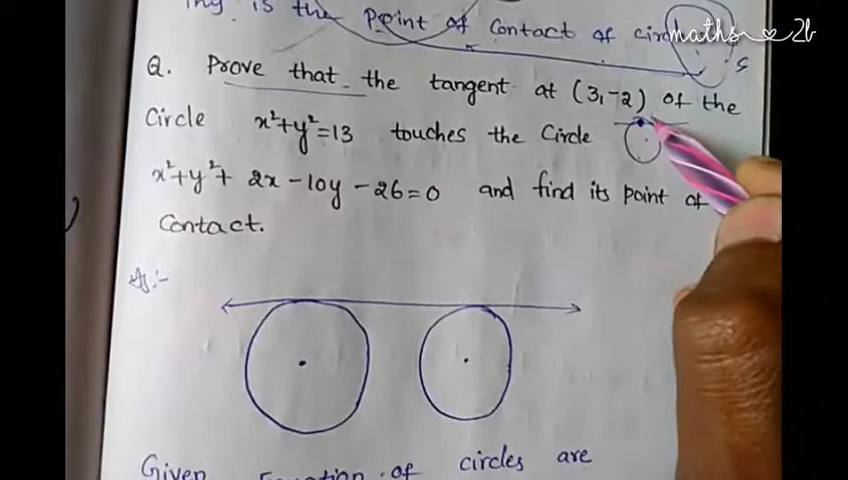 is the Point of Contact of
maths 2b
Q. Prove that the tangent at (3,-2) of the
Circle x²+y²=13 touches the Circle
x²+y²+ 2x -10y -26=0 and find its point of
Contact.
Given Equation of circles are